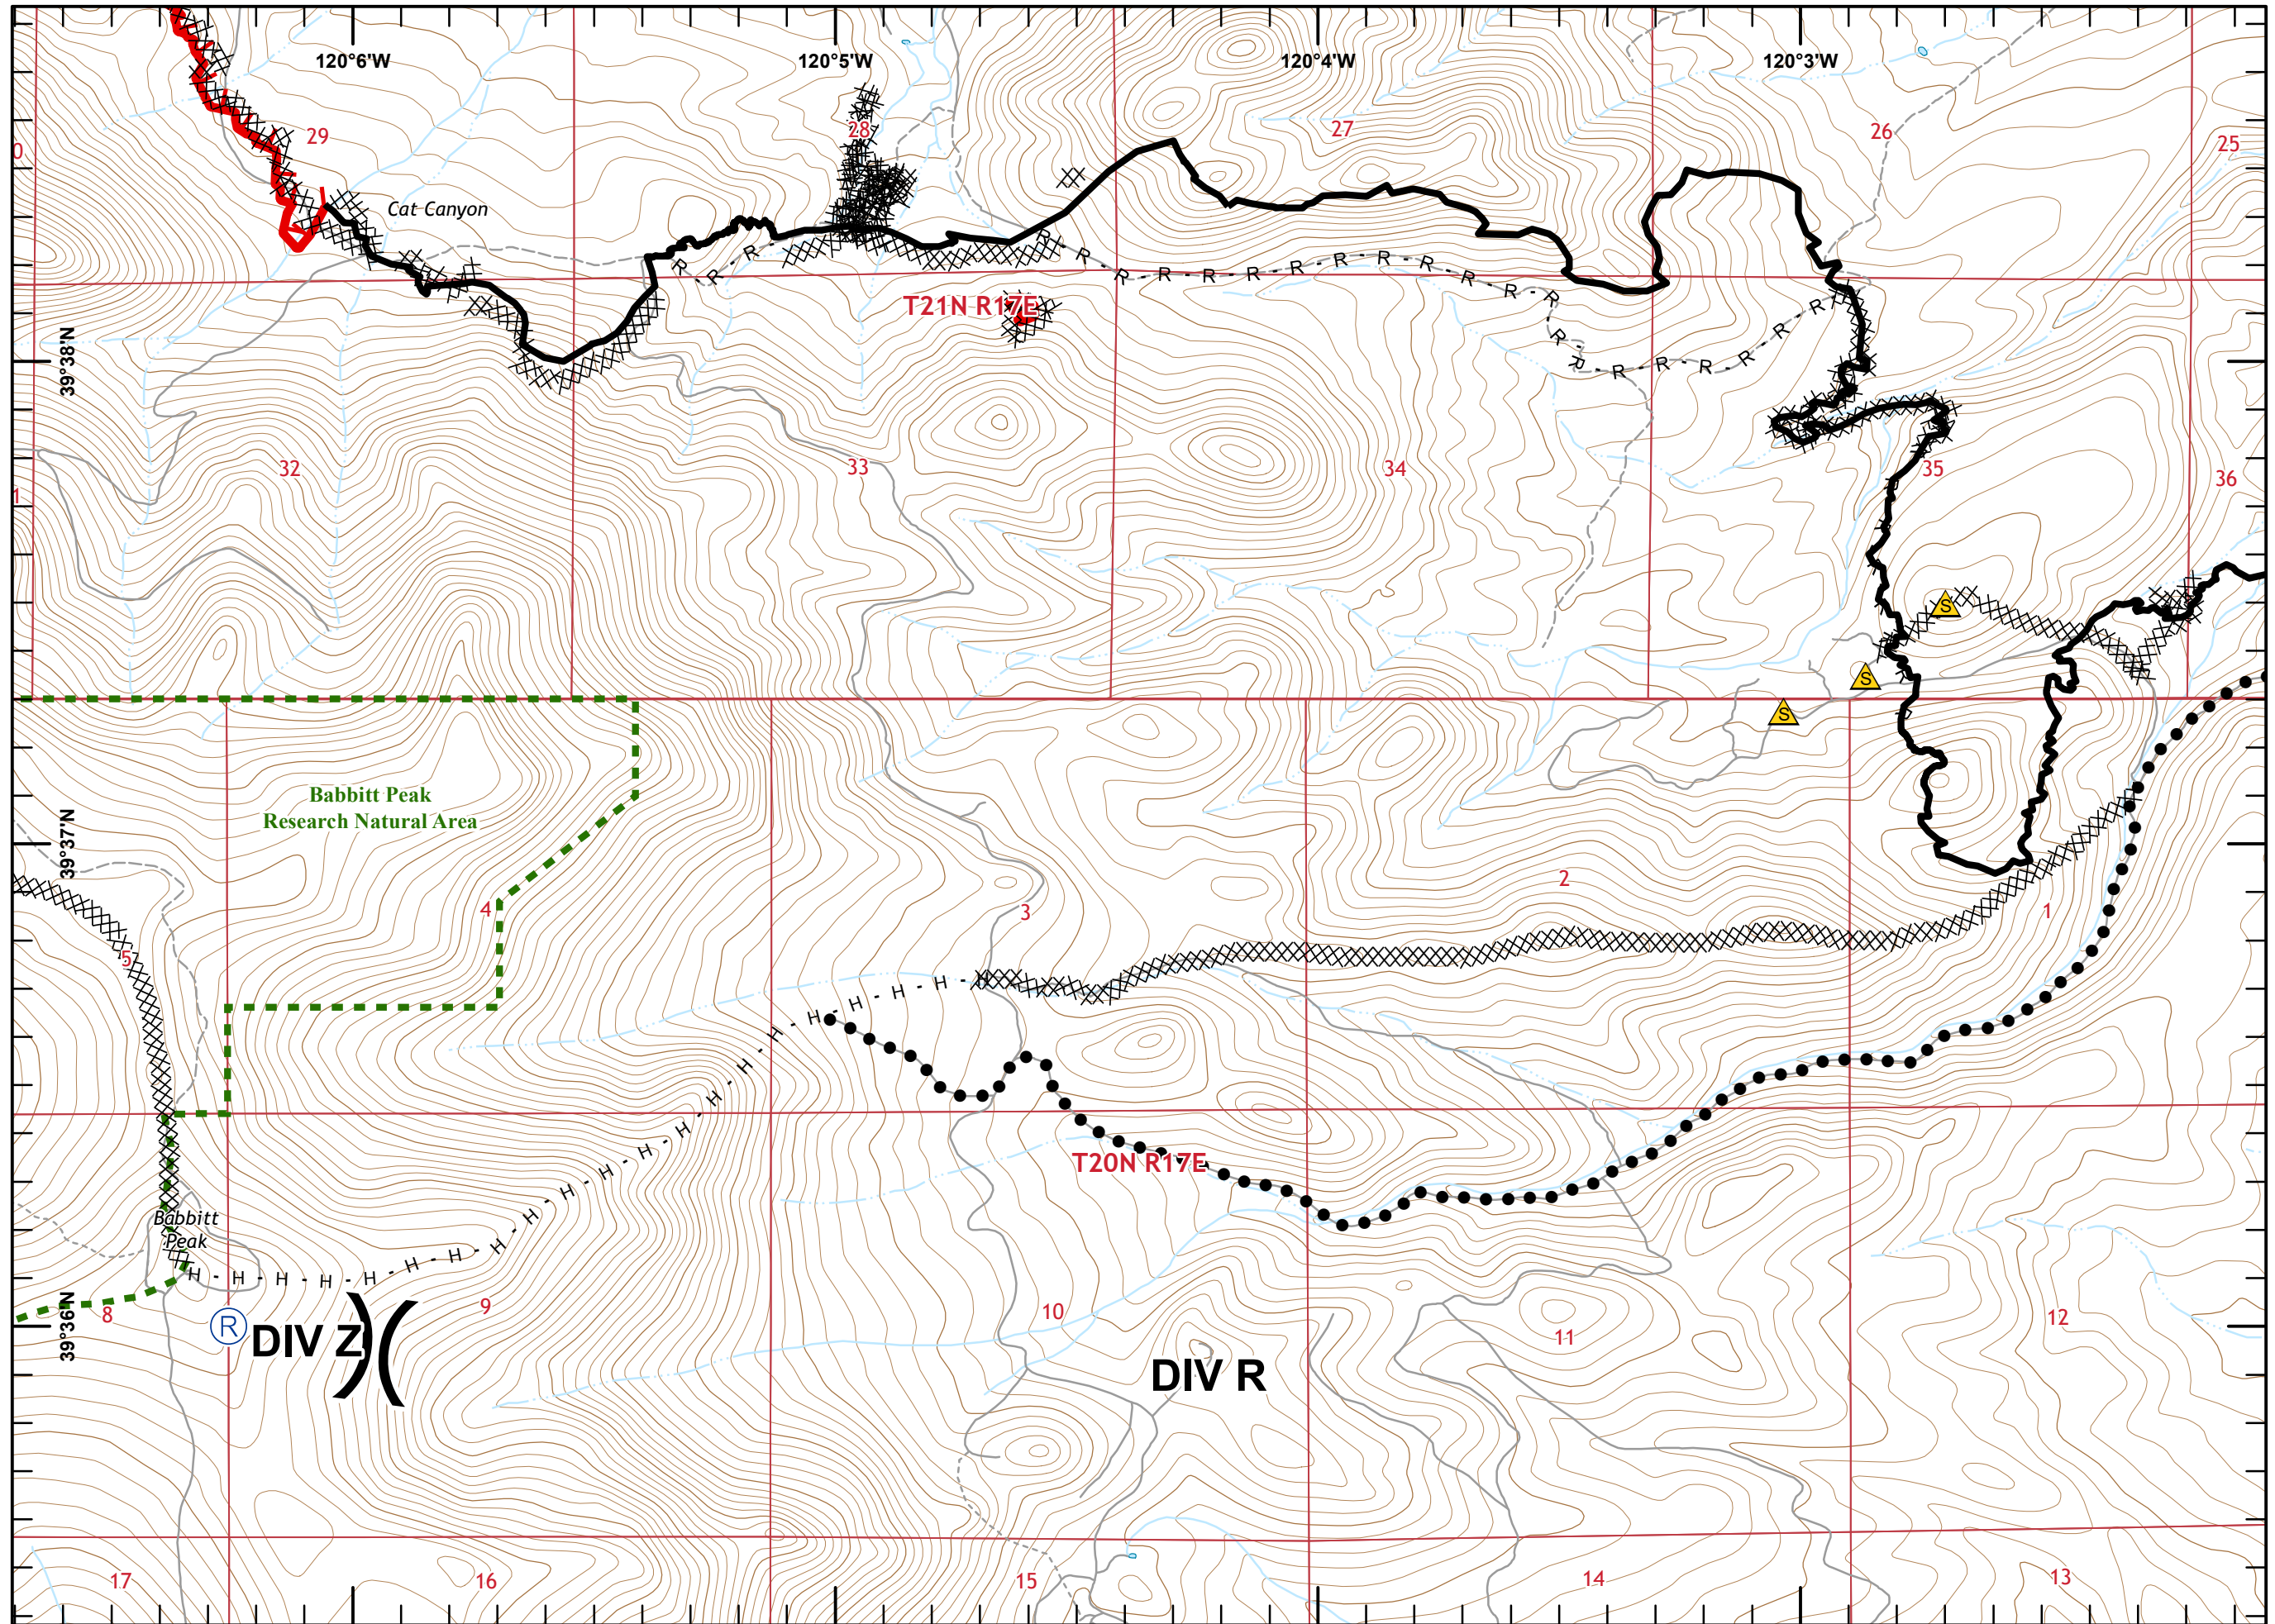 120°6'W
120°5'W
120°4'W
120°3'W
29
28
27
26
25
0
Cat Canyon
R - R - R
R - R - R - R - R - R - R - R - R - R - R - R - R
R - R - R - R - R - R - R
T21N R17E
39°38'N
32
33
34
35
36
1
S
S
S
Babbitt Peak
Research Natural Area
39°37'N
4
3
2
1
5
H - H - H - H - H - H - H - H - H - H - H - H - H - H - H - H - H - H - H - H
T20N R17E
Babbitt
Peak
39°36'N
8
R
DIV Z
)(
9
10
11
12
DIV R
17
16
15
14
13